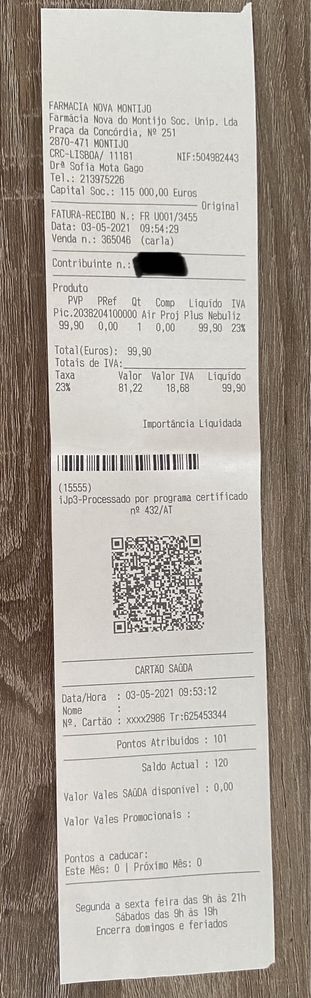 FARMACIA NOVA MONTIJO
Farmácia Nova do Montijo Soc. Unip. Lda
Praça da Concórdia, Nº 251
2870-471 MONTIJO
CRC-LISBOA/ 11181 NIF:504982443
Drª Sofia Mota Gago
Tel.: 213975226
Capital Soc.: 115 000,00 Euros
Original
FATURA-RECIBO N.: FR U001/3455
Data: 03-05-2021 09:54:29
Venda n.: 365046 (carla)
Contribuinte n.:
Produto
PVP PRef Qt Comp Líquido IVA
Pic.2038204100000 Air Proj Plus Nebuliz
99,90 0,00 1 0,00 99,90 23%
Total(Euros): 99,90
Totais de IVA:
Taxa Valor Valor IVA Líquido
23% 81,22 18,68 99,90
Importância Liquidada
(15555)
iJp3-Processado por programa certificado
nº 432/AT
CARTÃO SAÚDA
Data/Hora : 03-05-2021 09:53:12
Nome :
Nº. Cartão : xxxx2986 Tr:625453344
Pontos Atribuídos : 101
Saldo Actual : 120
Valor Vales SAÚDA disponível : 0,00
Valor Vales Promocionais :
Pontos a caducar:
Este Mês: 0 | Próximo Mês: 0
Segunda a sexta feira das 9h às 21h
Sábados das 9h às 19h
Encerra domingos e feriados